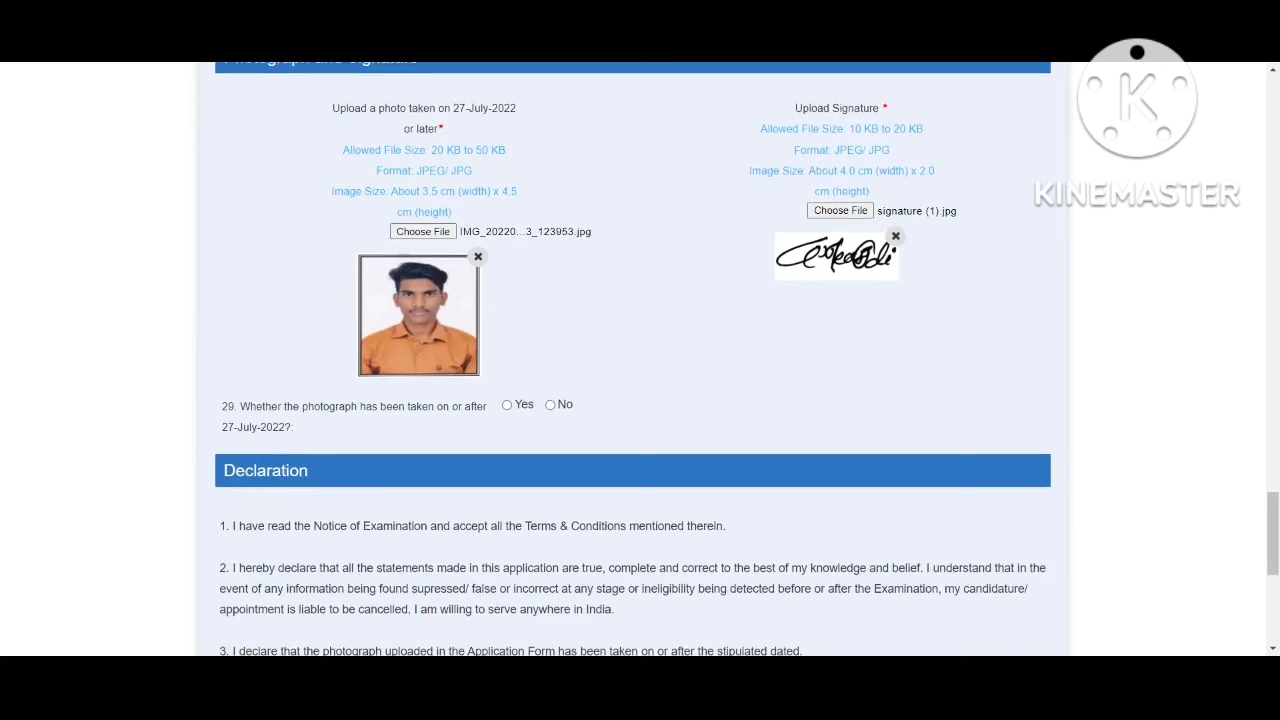 Photograph and Signature
Upload a photo taken on 27-July-2022
or later*
Allowed File Size: 20 KB to 50 KB
Format: JPEG/ JPG
Image Size: About 3.5 cm (width) x 4.5
cm (height)
Choose File IMG_20220...3_123953.jpg
Upload Signature *
Allowed File Size: 10 KB to 20 KB
Format: JPEG/ JPG
Image Size: About 4.0 cm (width) x 2.0
cm (height)
Choose File signature (1).jpg
KINEMASTER
29. Whether the photograph has been taken on or after Yes No
27-July-2022?:
Declaration
1. I have read the Notice of Examination and accept all the Terms & Conditions mentioned therein.
2. I hereby declare that all the statements made in this application are true, complete and correct to the best of my knowledge and belief. I understand that in the
event of any information being found supressed/ false or incorrect at any stage or ineligibility being detected before or after the Examination, my candidature/
appointment is liable to be cancelled. I am willing to serve anywhere in India.
3. I declare that the photograph uploaded in the Application Form has been taken on or after the stipulated dated.